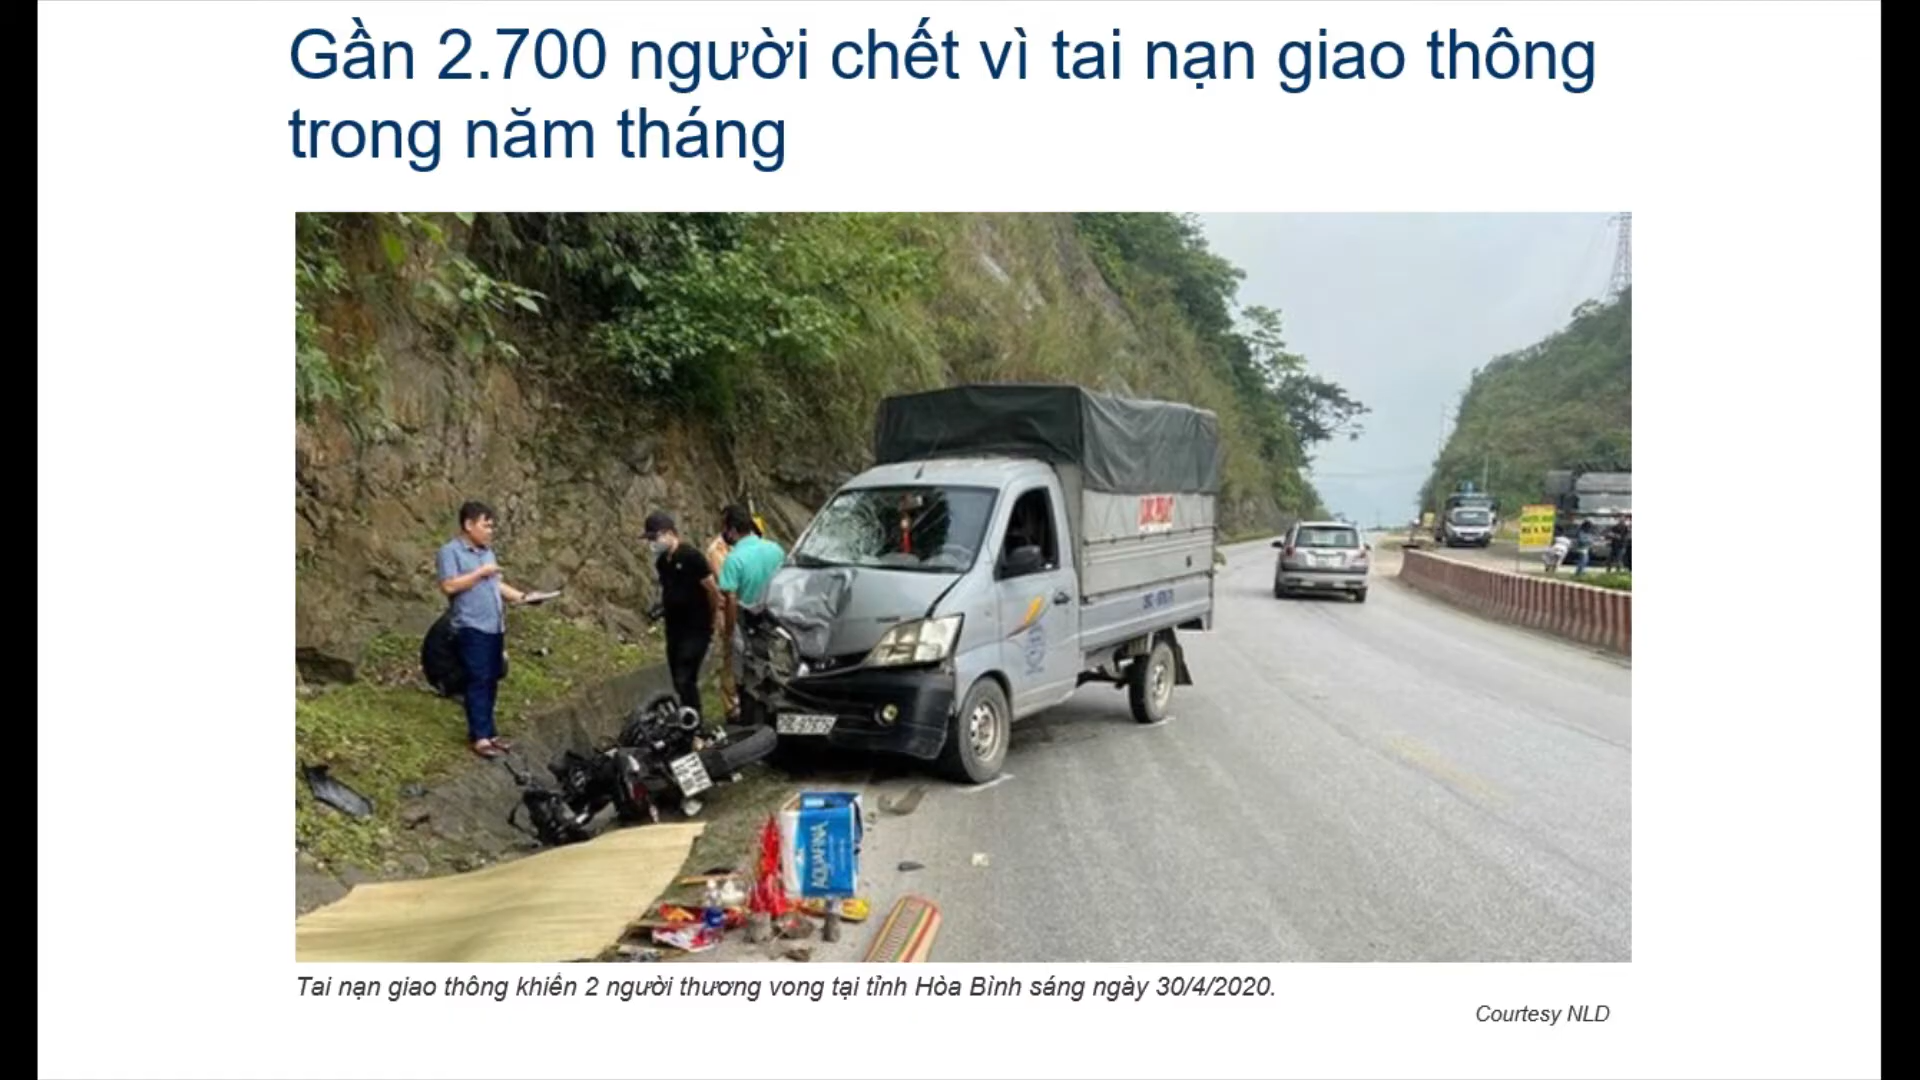 Gần 2.700 người chết vì tai nạn giao thông
trong năm tháng
AQUAFINA
Tai nạn giao thông khiến 2 người thương vong tại tỉnh Hòa Bình sáng ngày 30/4/2020.
Courtesy NLD